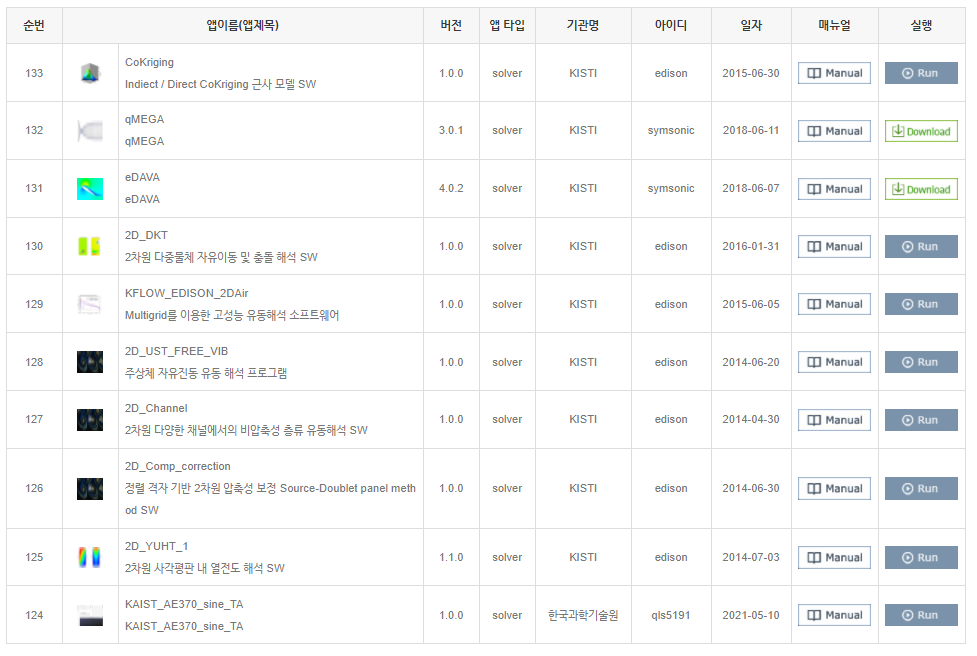 순번 앱이름(앱제목) 버전 앱 타입 기관명 아이디 일자 매뉴얼 실행
133 CoKriging 1.0.0 solver KISTI edison 2015-06-30 Manual Run
Indiect / Direct CoKriging 근사 모델 SW
132 qMEGA 3.0.1 solver KISTI symsonic 2018-06-11 Manual Download
qMEGA
131 eDAVA 4.0.2 solver KISTI symsonic 2018-06-07 Manual Download
eDAVA
130 2D_DKT 1.0.0 solver KISTI edison 2016-01-31 Manual Run
2차원 다중물체 자유이동 및 충돌 해석 SW
129 KFLOW_EDISON_2DAir 1.0.0 solver KISTI edison 2015-06-05 Manual Run
Multigrid를 이용한 고성능 유동해석 소프트웨어
128 2D_UST_FREE_VIB 1.0.0 solver KISTI edison 2014-06-20 Manual Run
주상체 자유진동 유동 해석 프로그램
127 2D_Channel 1.0.0 solver KISTI edison 2014-04-30 Manual Run
2차원 다양한 채널에서의 비압축성 층류 유동해석 SW
126 2D_Comp_correction 1.0.0 solver KISTI edison 2014-06-30 Manual Run
정렬 격자 기반 2차원 압축성 보정 Source-Doublet panel meth
od SW
125 2D_YUHT_1 1.1.0 solver KISTI edison 2014-07-03 Manual Run
2차원 사각평판 내 열전도 해석 SW
124 KAIST_AE370_sine_TA 1.0.0 solver 한국과학기술원 qls5191 2021-05-10 Manual Run
KAIST_AE370_sine_TA